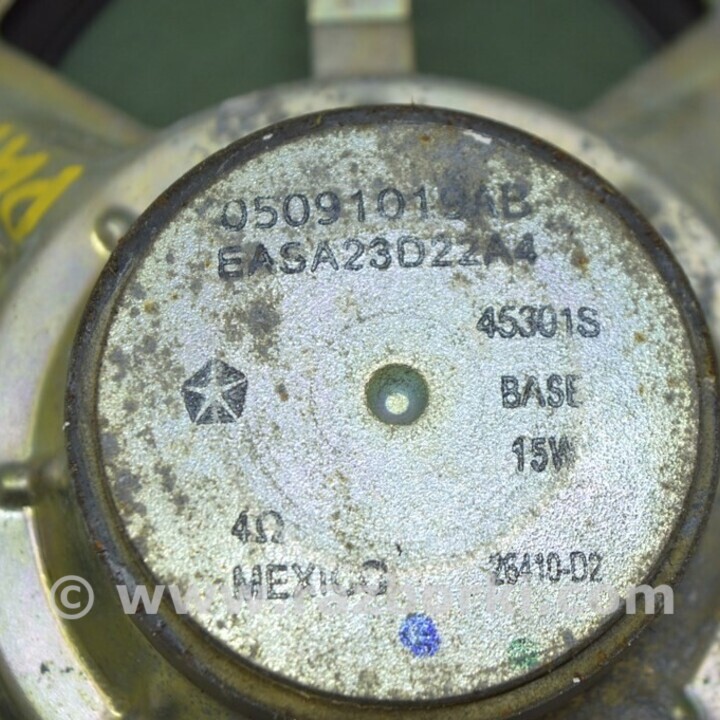 EASA23D22A4
45301S
BASE
15W
4Ω
MEXICO
26410-D2